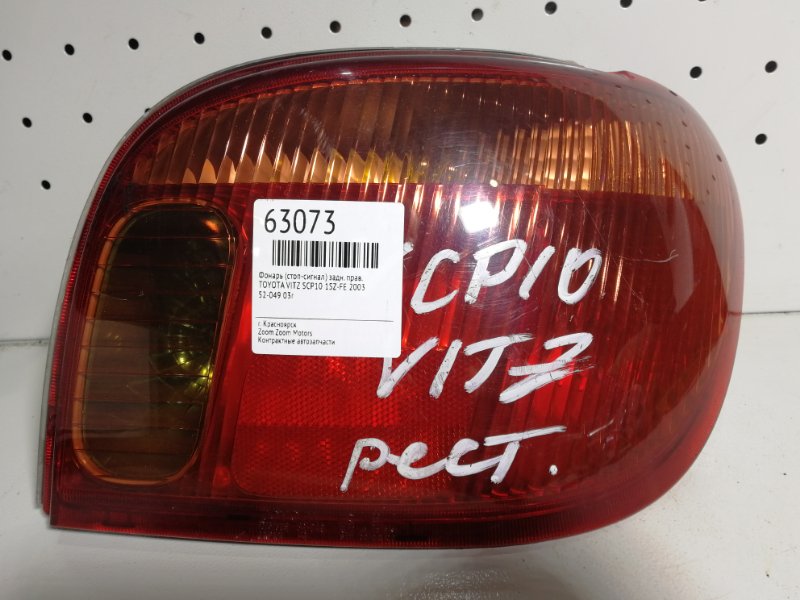 63073
Фонарь (стоп-сигнал) задн. прав.
TOYOTA VITZ SCP10 1SZ-FE 2003
52-049 03г
г. Красноярск
Zoom Zoom Motors
Контрактные автозапчасти
CP10
VITZ
рест.